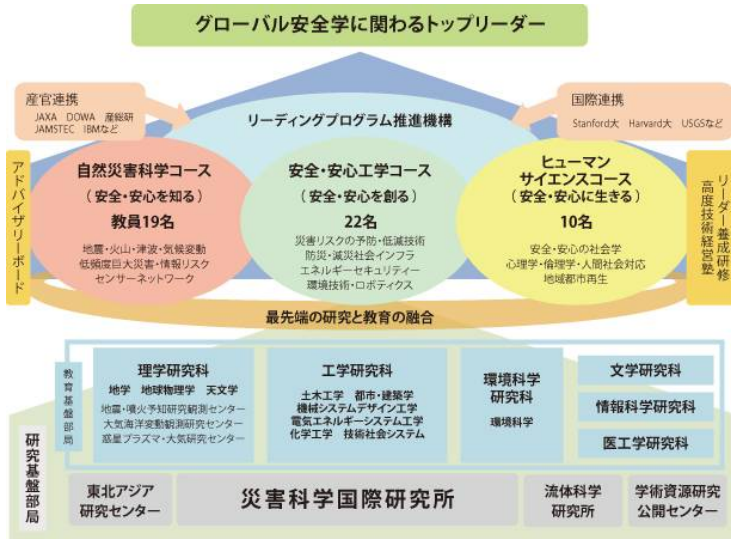 グローバル安全学に関わるトップリーダー
産官連携
JAXA DOWA 産総研
JAMSTEC IBMなど
国際連携
Stanford大 Harvard大 USGSなど
リーディングプログラム推進機構
アドバイザリーボード
自然災害科学コース
（安全・安心を知る）
教員19名
地震・火山・津波・気候変動
低頻度巨大災害・情報リスク
センサーネットワーク
安全・安心工学コース
（安全・安心を創る）
22名
災害リスクの予防・低減技術
防災・減災社会インフラ
エネルギーセキュリティー
環境技術・ロボティクス
ヒューマン
サイエンスコース
（安全・安心に生きる）
10名
安全・安心の社会学
心理学・倫理学・人間社会対応
地域都市再生
リーダー養成研修
高度技術経営塾
最先端の研究と教育の融合
教育基盤部局
理学研究科
地学 地球物理学 天文学
地震・噴火予知研究観測センター
大気海洋変動観測研究センター
惑星プラズマ・大気研究センター
工学研究科
土木工学 都市・建築学
機械システムデザイン工学
電気エネルギーシステム工学
化学工学 技術社会システム
環境科学
研究科
環境科学
文学研究科
情報科学研究科
医工学研究科
研究基盤部局
東北アジア
研究センター
災害科学国際研究所
流体科学
研究所
学術資源研究
公開センター